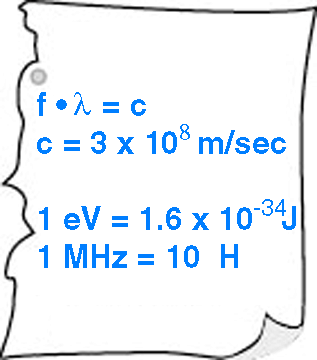 f • λ = c
c = 3 x 10⁸ m/sec
1 eV = 1.6 x 10⁻³⁴J
1 MHz = 10 H